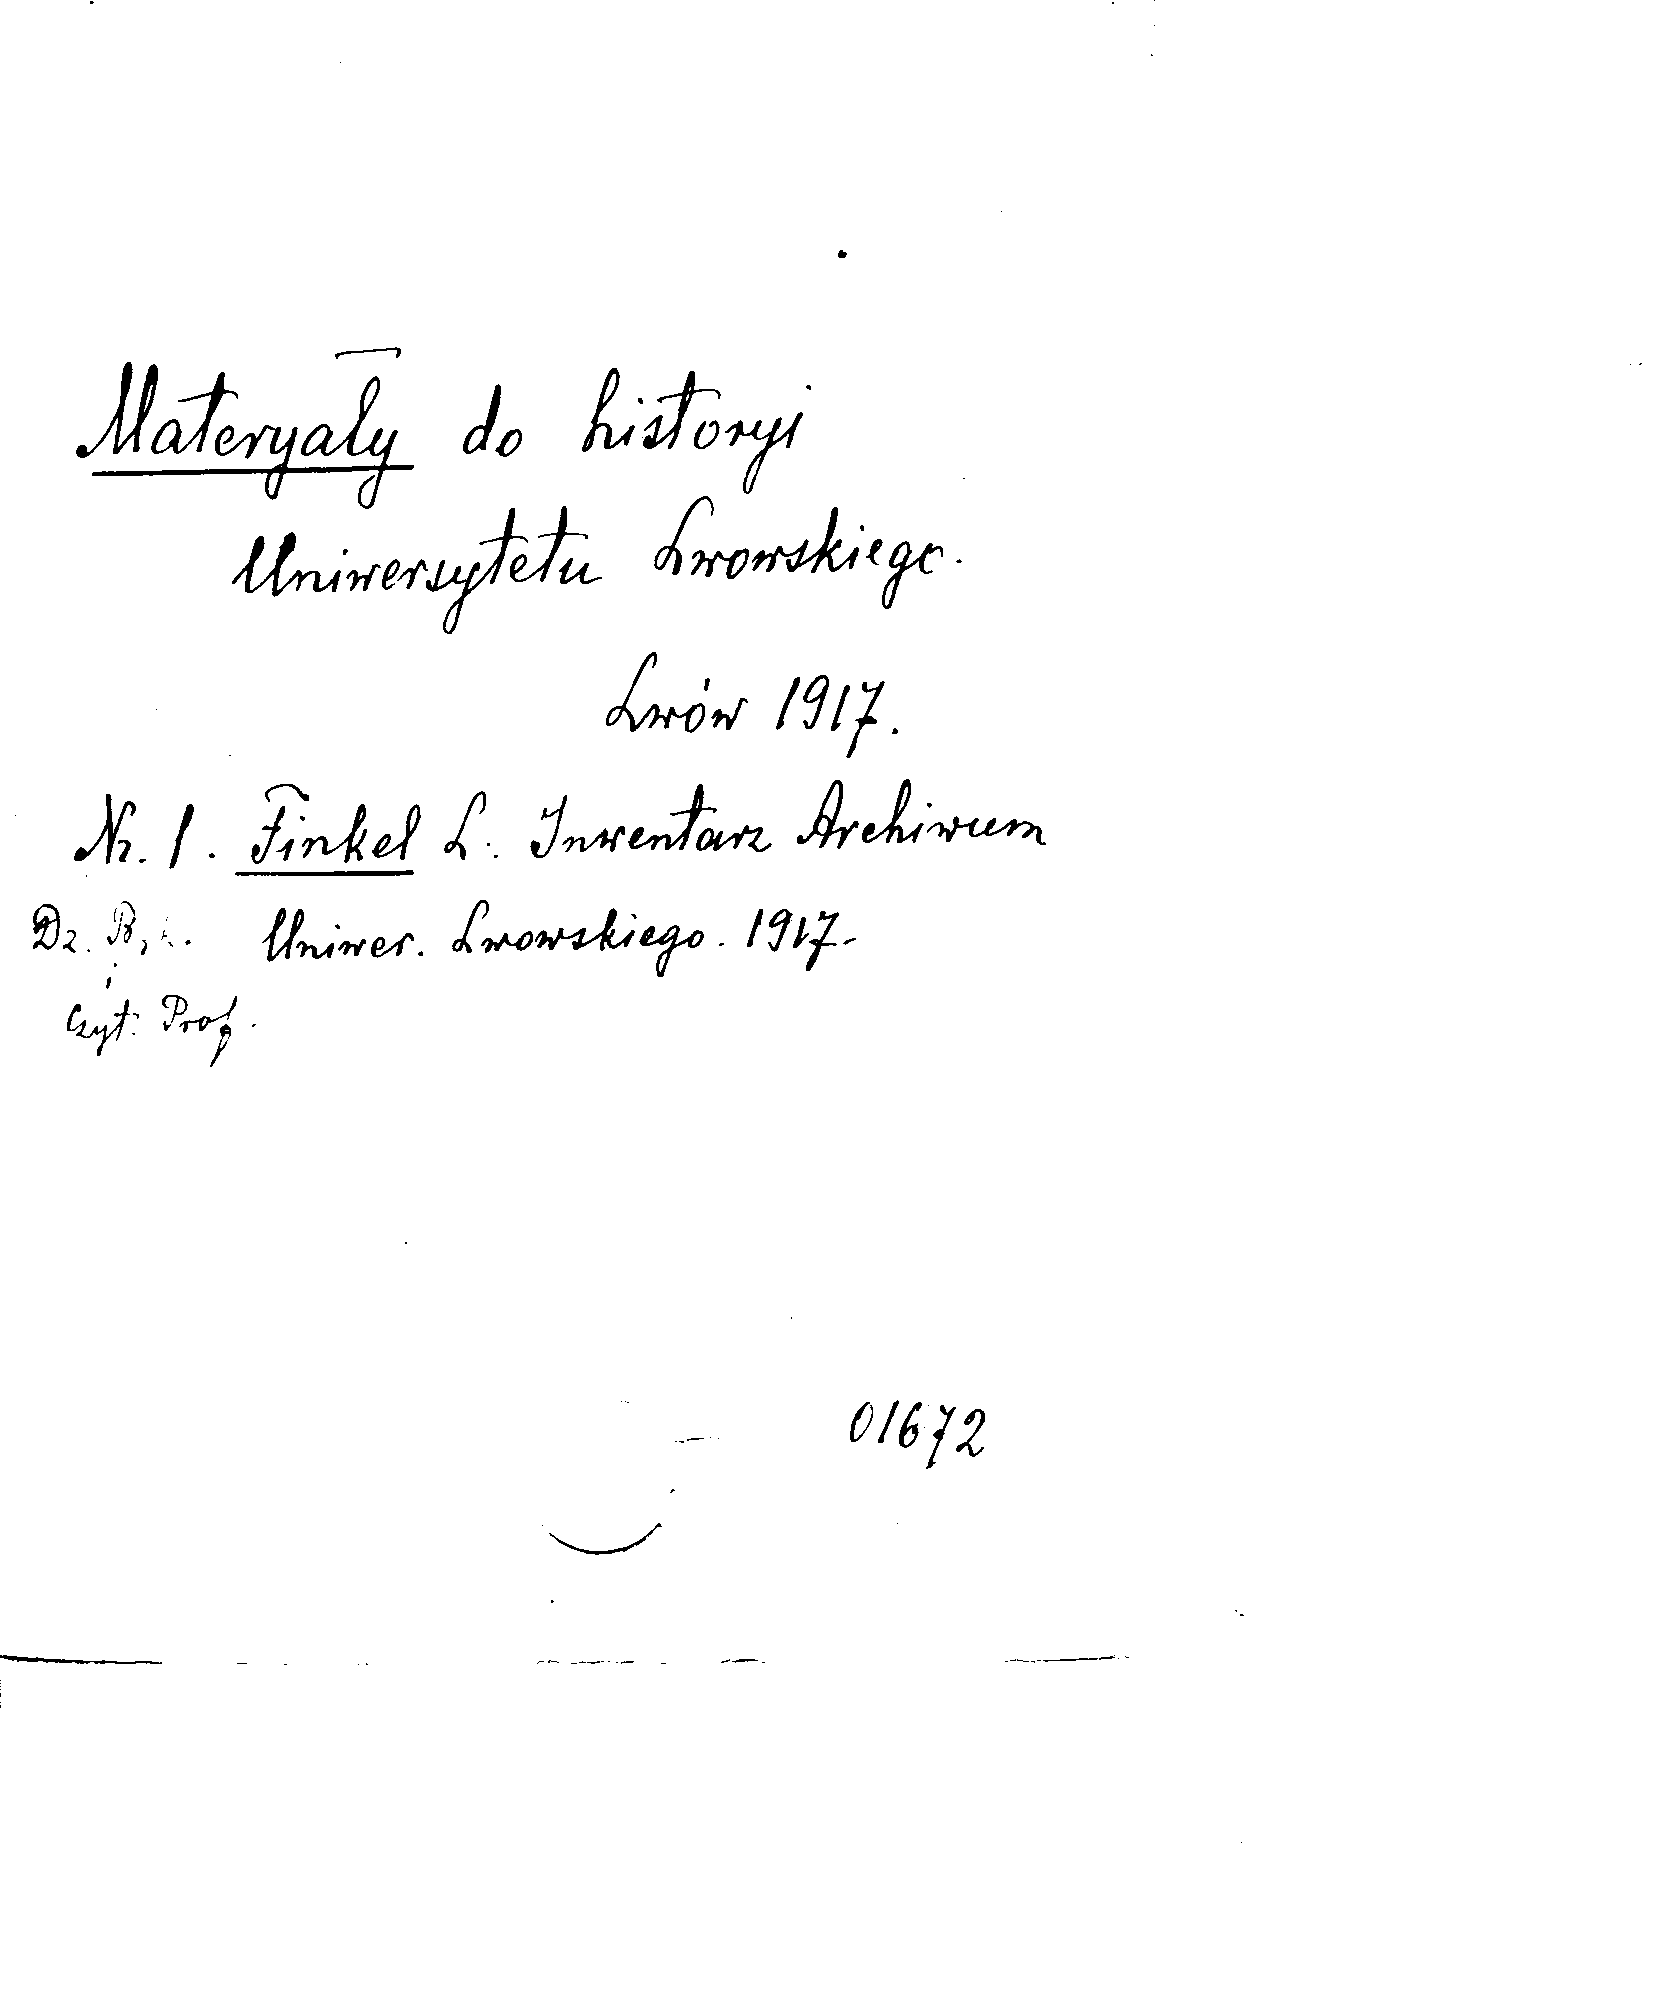 Materyały do historyi
Uniwersytetu Lwowskiego.
Lwów 1917.
Nr. 1. Finkel L. Inwentarz Archiwum
Dz. Uniwer. Lwowskiego. 1917.
i
Czyt. Prof.
01672